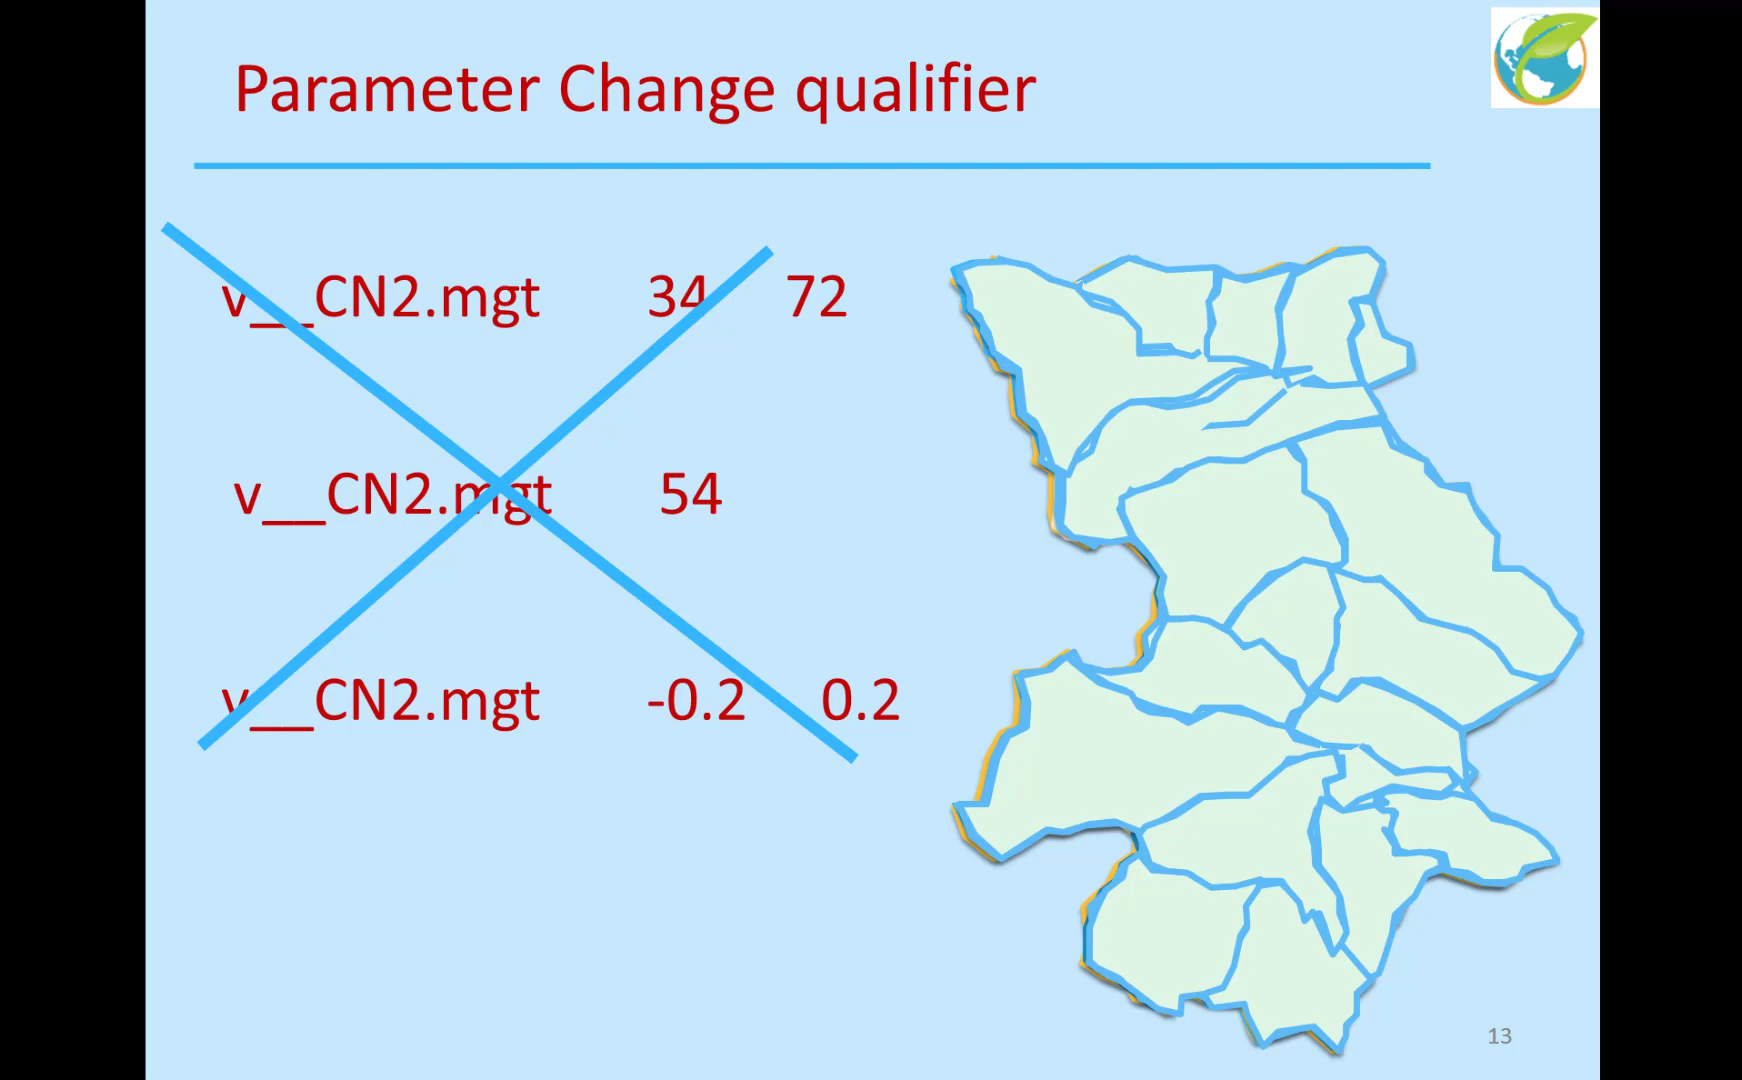 Parameter Change qualifier
v__CN2.mgt 34 72
v__CN2.mgt 54
v__CN2.mgt -0.2 0.2
13